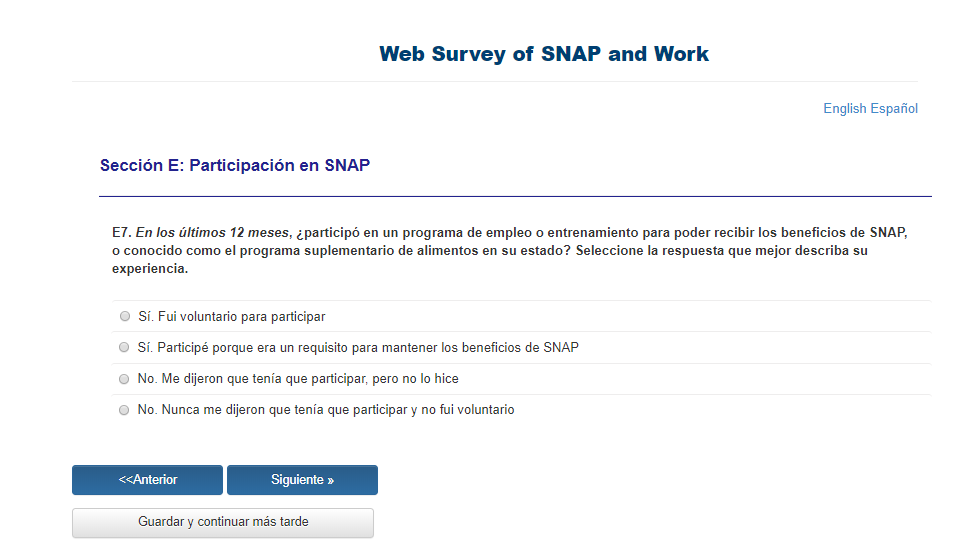 Web Survey of SNAP and Work
English Español
Sección E: Participación en SNAP
E7. En los últimos 12 meses, ¿participó en un programa de empleo o entrenamiento para poder recibir los beneficios de SNAP,
o conocido como el programa suplementario de alimentos en su estado? Seleccione la respuesta que mejor describa su
experiencia.
Sí. Fui voluntario para participar
Sí. Participé porque era un requisito para mantener los beneficios de SNAP
No. Me dijeron que tenía que participar, pero no lo hice
No. Nunca me dijeron que tenía que participar y no fui voluntario
<<Anterior
Siguiente »
Guardar y continuar más tarde